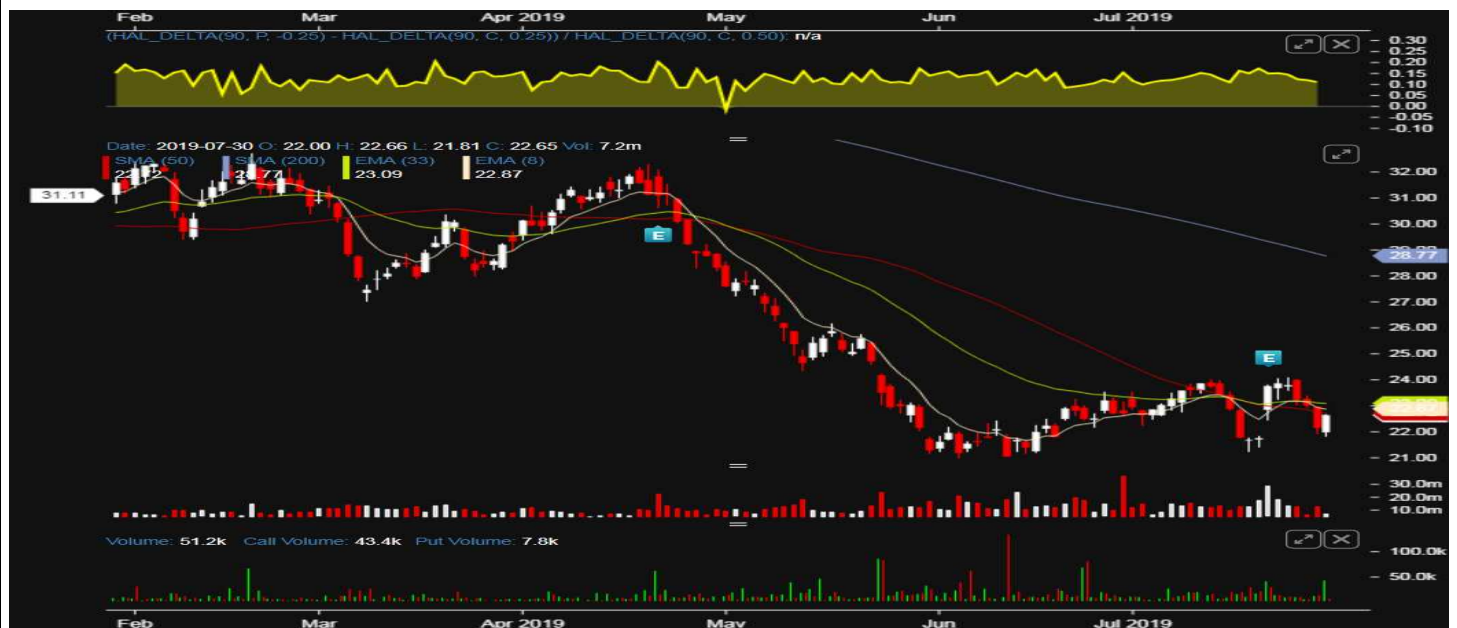 Feb Mar Apr 2019 May Jun Jul 2019
(HAL_DELTA(90, P, -0.25) - HAL_DELTA(90, C, 0.25)) / HAL_DELTA(90, C, 0.50): n/a
0.30
0.25
0.20
0.15
0.10
0.05
0.00
-0.05
-0.10
Date: 2019-07-30 O: 22.00 H: 22.66 L: 21.81 C: 22.65 Vol: 7.2m
SMA (50) SMA (200) EMA (33) EMA (8)
28.77 23.09 22.87
32.00
31.11
31.00
30.00
E
28.77
28.00
27.00
26.00
25.00
E
24.00
22.87
22.00
21.00
30.0m
20.0m
10.0m
Volume: 51.2k Call Volume: 43.4k Put Volume: 7.8k
100.0k
50.0k
Feb Mar Apr 2019 May Jun Jul 2019